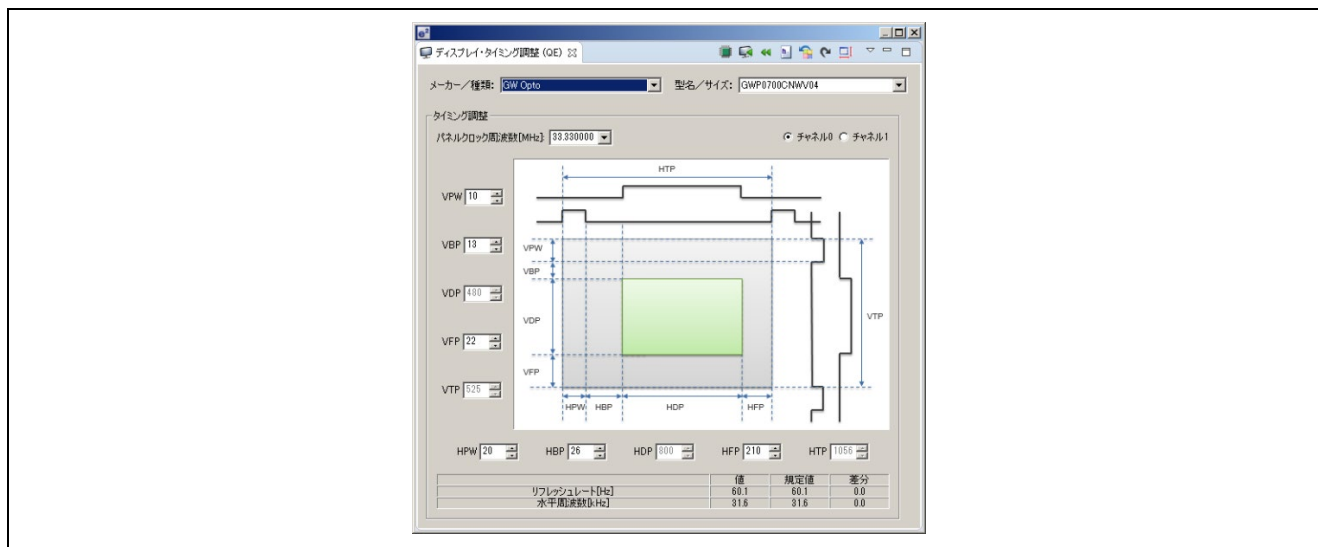 e²
ディスプレイ・タイミング調整 (QE)
メーカー／種類: GW Opto 型名／サイズ: GWP0700CNWV04
タイミング調整
パネルクロック周波数[MHz]: 33.330000 チャネル0 チャネル1
HTP
VPW 10
VBP 13
VDP 480
VFP 22
VTP 525
VPW
VBP
VDP
VFP
VTP
HPW HBP HDP HFP
HPW 20 HBP 26 HDP 800 HFP 210 HTP 1056
値 規定値 差分
リフレッシュレート[Hz] 60.1 60.1 0.0
水平周波数[kHz] 31.6 31.6 0.0